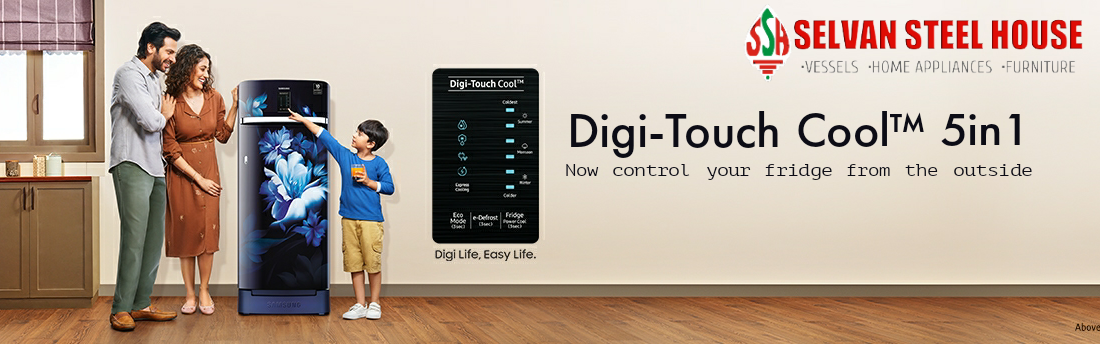 SSH SELVAN STEEL HOUSE
•VESSELS •HOME APPLIANCES •FURNITURE
Digi-Touch Cool™
Coldest
Summer
Monsoon
Winter
Express
Cooling
Colder
Eco
Mode
(3sec)
e-Defrost
(3sec)
Fridge
Power Cool
(3sec)
Digi Life, Easy Life.
Digi-Touch Cool™ 5in1
Now control your fridge from the outside
SAMSUNG
SAMSUNG
Above